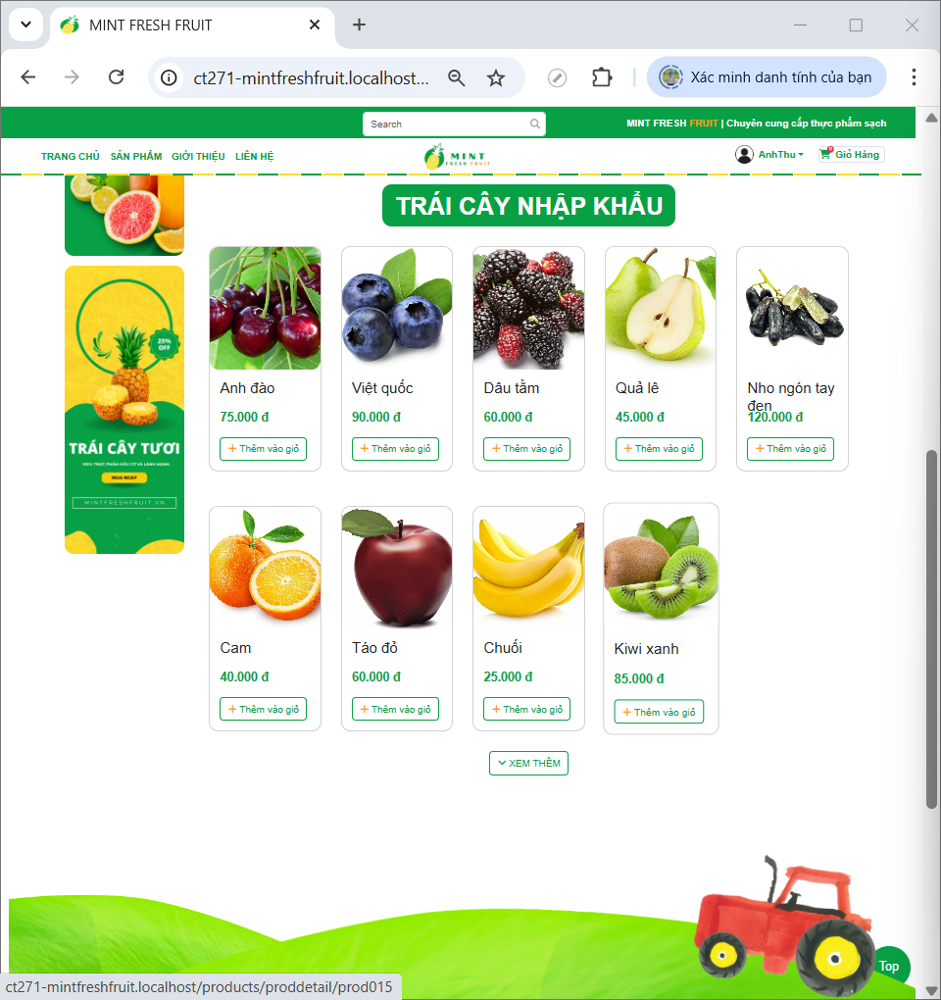 MINT FRESH FRUIT
ct271-mintfreshfruit.localhost...
Xác minh danh tính của bạn
Search
MINT FRESH FRUIT | Chuyên cung cấp thực phẩm sạch
TRANG CHỦ SẢN PHẨM GIỚI THIỆU LIÊN HỆ
MINT
FRESH FRUIT
AnhThu
0
Giỏ Hàng
TRÁI CÂY NHẬP KHẨU
25%
OFF
TRÁI CÂY TƯƠI
100% THỰC PHẨM HỮU CƠ VÀ LÀNH MẠNH
MUA NGAY
MINTFRESHFRUIT.VN
Anh đào
75.000 đ
+ Thêm vào giỏ
Việt quốc
90.000 đ
+ Thêm vào giỏ
Dâu tằm
60.000 đ
+ Thêm vào giỏ
Quả lê
45.000 đ
+ Thêm vào giỏ
Nho ngón tay
đen
120.000 đ
+ Thêm vào giỏ
Cam
40.000 đ
+ Thêm vào giỏ
Táo đỏ
60.000 đ
+ Thêm vào giỏ
Chuối
25.000 đ
+ Thêm vào giỏ
Kiwi xanh
85.000 đ
+ Thêm vào giỏ
XEM THÊM
Top
ct271-mintfreshfruit.localhost/products/proddetail/prod015